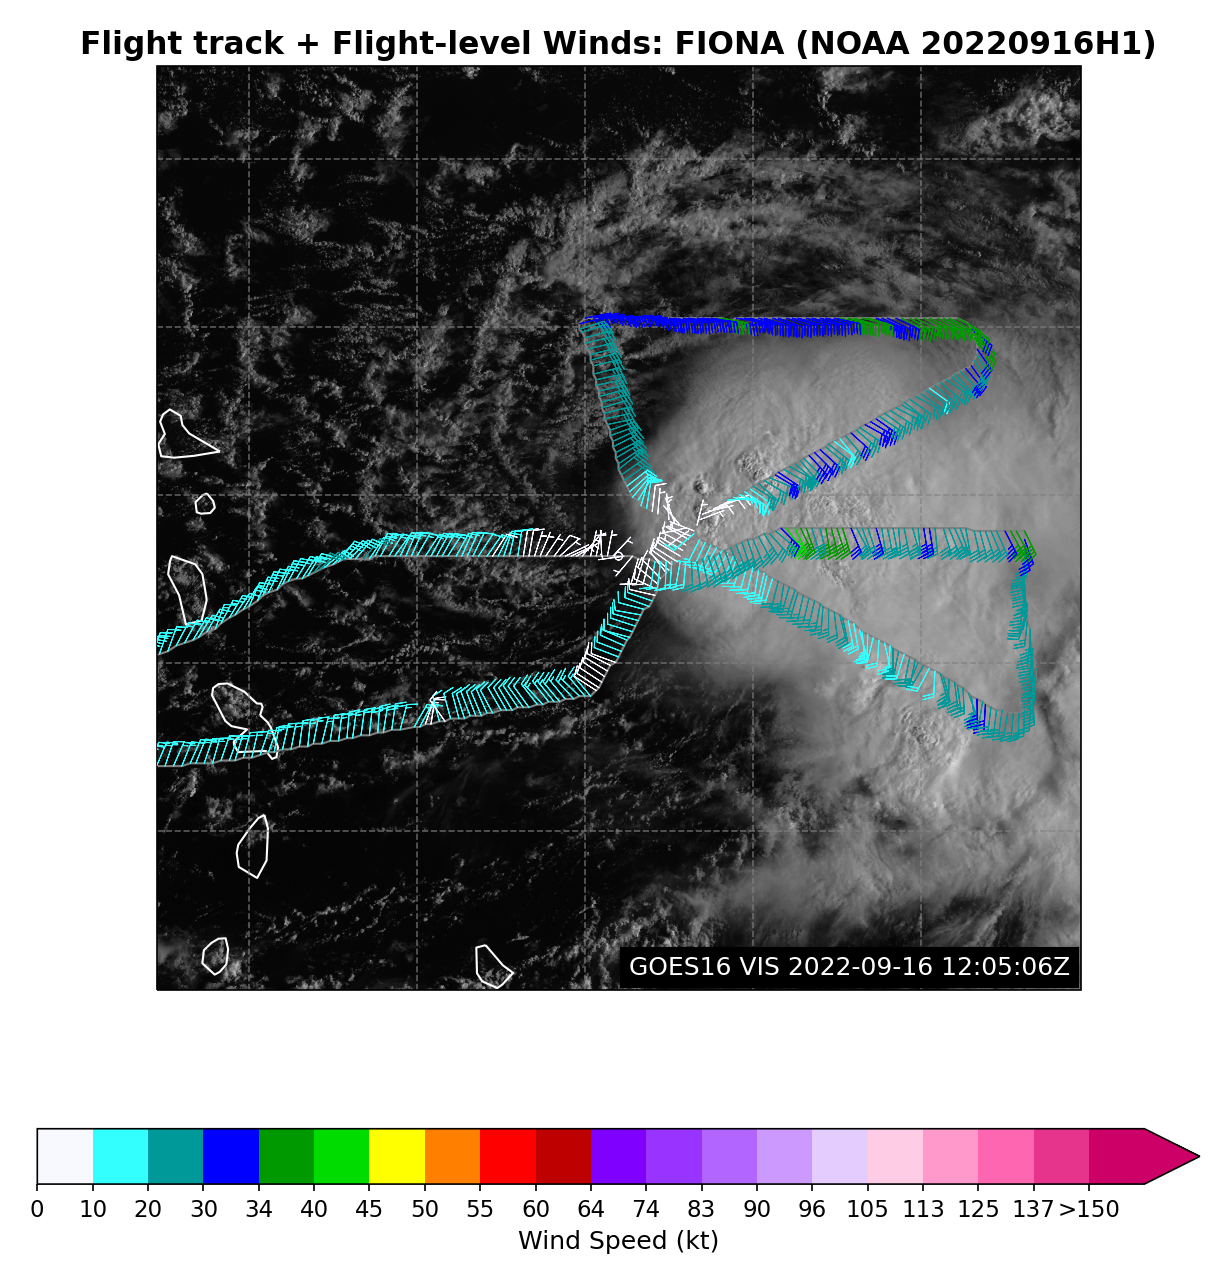 Flight track + Flight-level Winds: FIONA (NOAA 20220916H1)
GOES16 VIS 2022-09-16 12:05:06Z
0 10 20 30 34 40 45 50 55 60 64 74 83 90 96 105 113 125 137 >150
Wind Speed (kt)